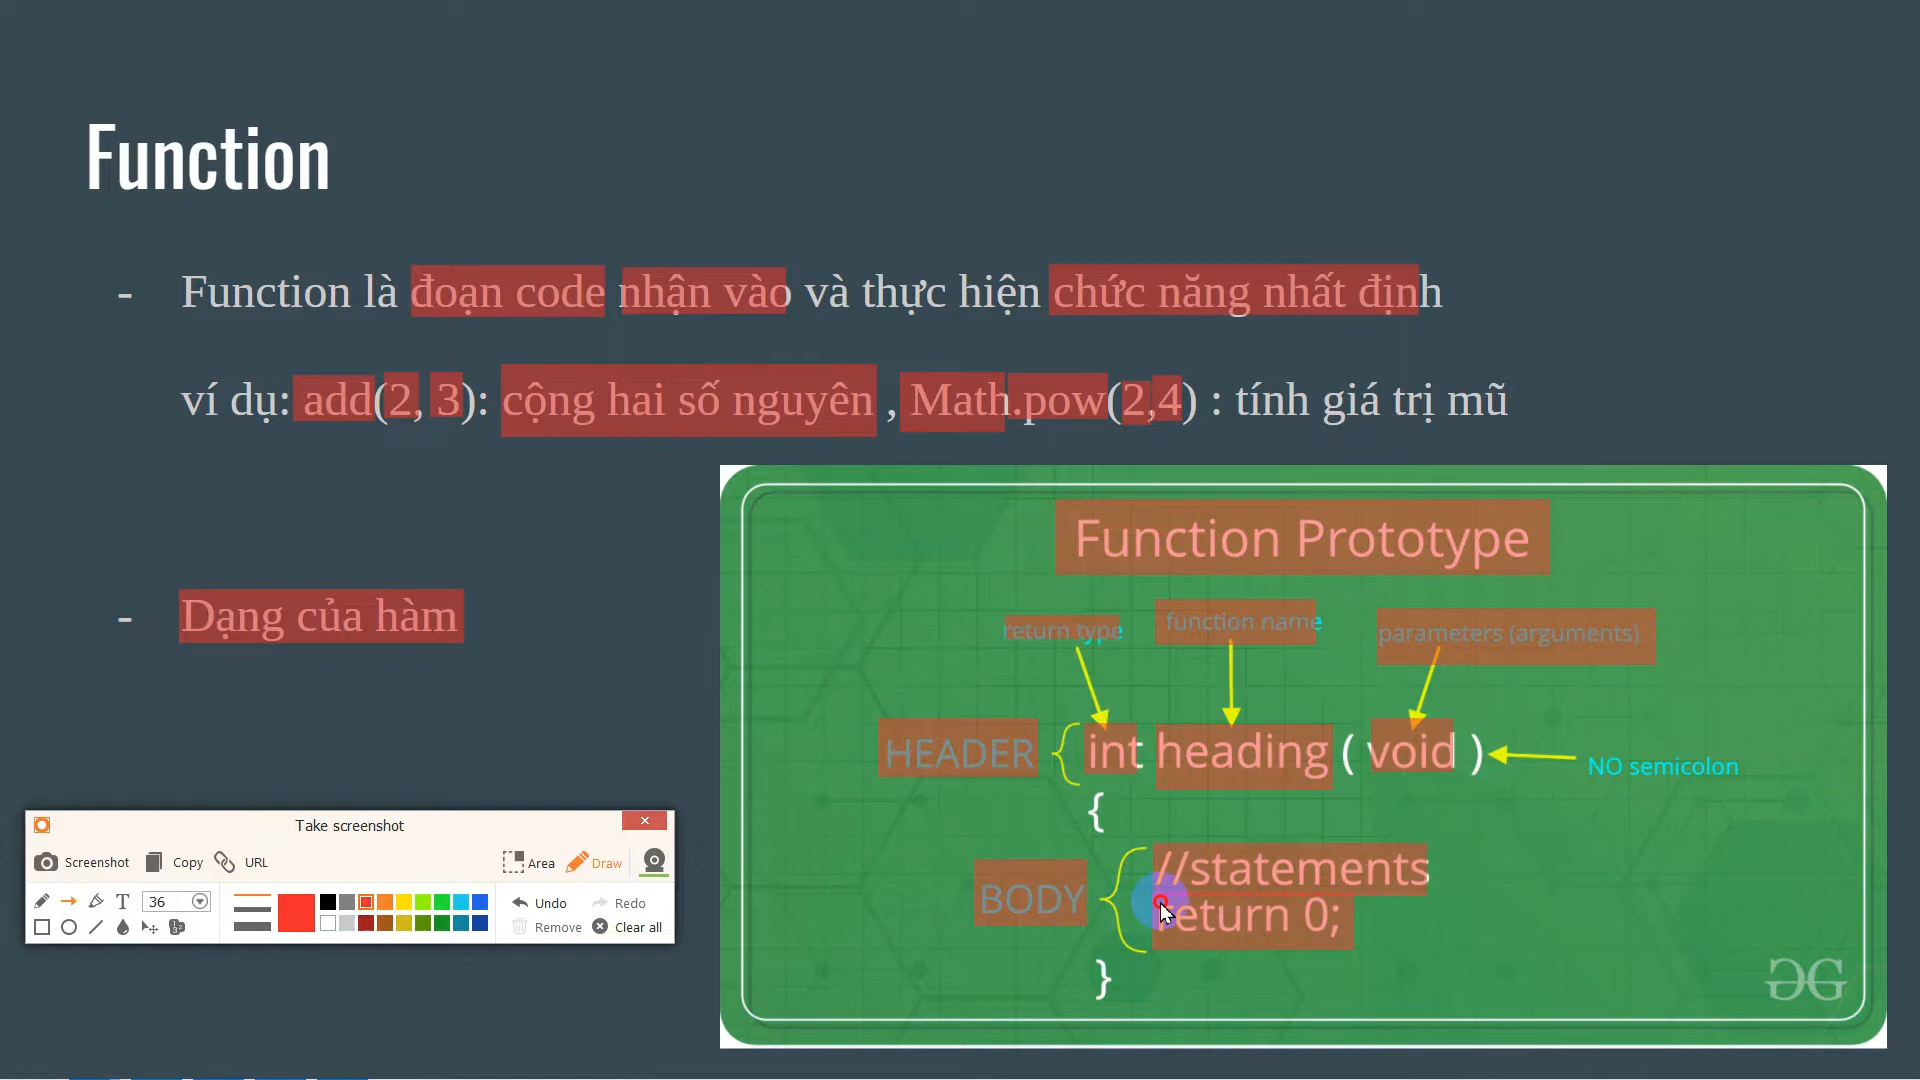 Function
- Function là đoạn code nhận vào và thực hiện chức năng nhất định
ví dụ: add(2, 3): cộng hai số nguyên , Math.pow(2,4) : tính giá trị mũ
- Dạng của hàm
Function Prototype
return type function name parameters (arguments)
HEADER int heading ( void ) NO semicolon
{
BODY //statements
return 0;
}
GG
Take screenshot
Screenshot Copy URL Area Draw
T 36 Undo Redo
Remove Clear all